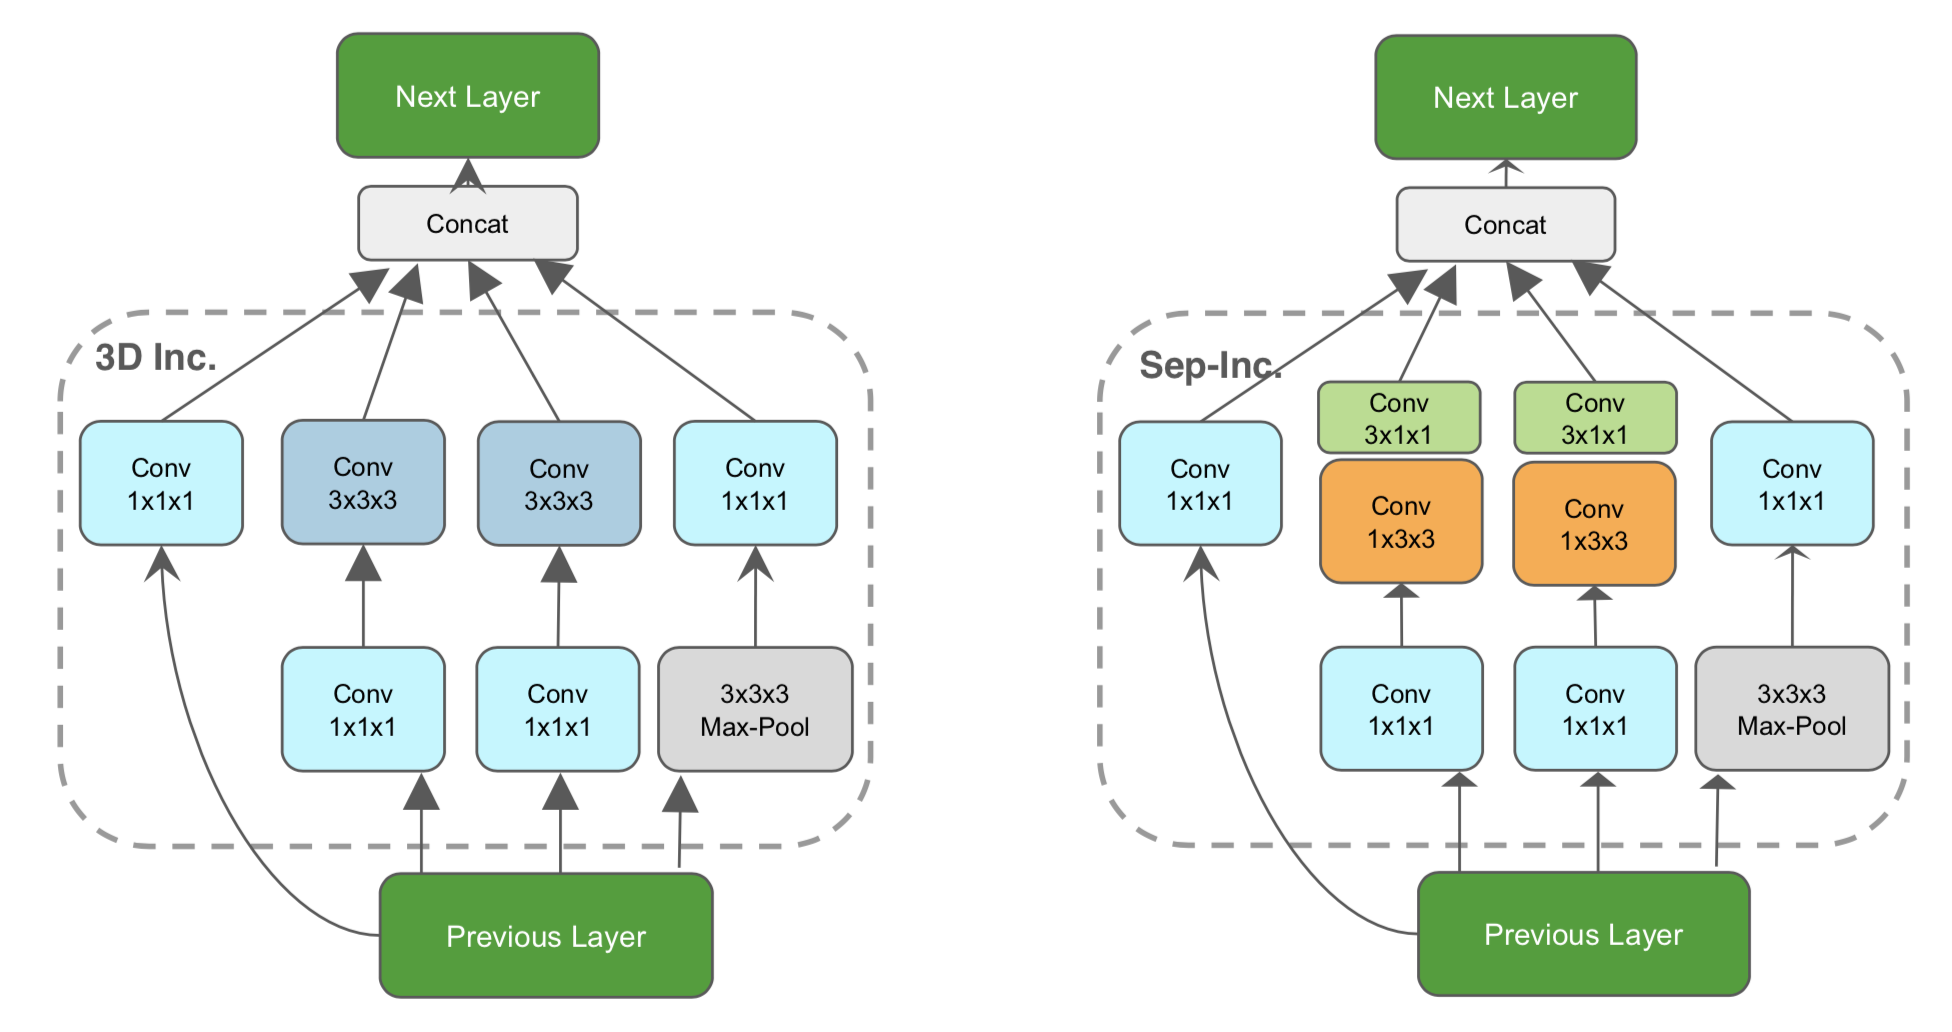 Next Layer
Concat
3D Inc.
Conv
1x1x1
Conv
3x3x3
Conv
3x3x3
Conv
1x1x1
Conv
1x1x1
Conv
1x1x1
3x3x3
Max-Pool
Previous Layer
Next Layer
Concat
Sep-Inc.
Conv
3x1x1
Conv
3x1x1
Conv
1x1x1
Conv
1x3x3
Conv
1x3x3
Conv
1x1x1
Conv
1x1x1
Conv
1x1x1
3x3x3
Max-Pool
Previous Layer